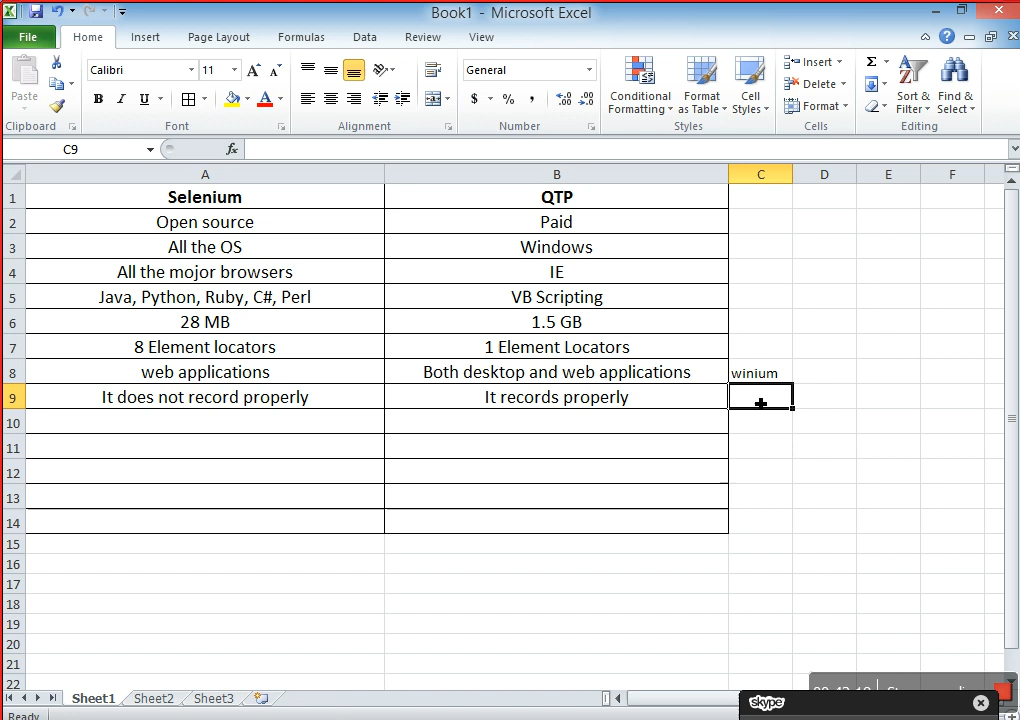 Book1 - Microsoft Excel
File Home Insert Page Layout Formulas Data Review View
Paste
Calibri 11
General
Conditional Formatting
Format as Table
Cell Styles
Insert
Delete
Format
Sort & Filter
Find & Select
Clipboard Font Alignment Number Styles Cells Editing
C9 fx
A B C D E F
1 Selenium QTP
2 Open source Paid
3 All the OS Windows
4 All the mojor browsers IE
5 Java, Python, Ruby, C#, Perl VB Scripting
6 28 MB 1.5 GB
7 8 Element locators 1 Element Locators
8 web applications Both desktop and web applications winium
9 It does not record properly It records properly
10
11
12
13
14
15
16
17
18
19
20
21
22
Sheet1 Sheet2 Sheet3
skype
Ready